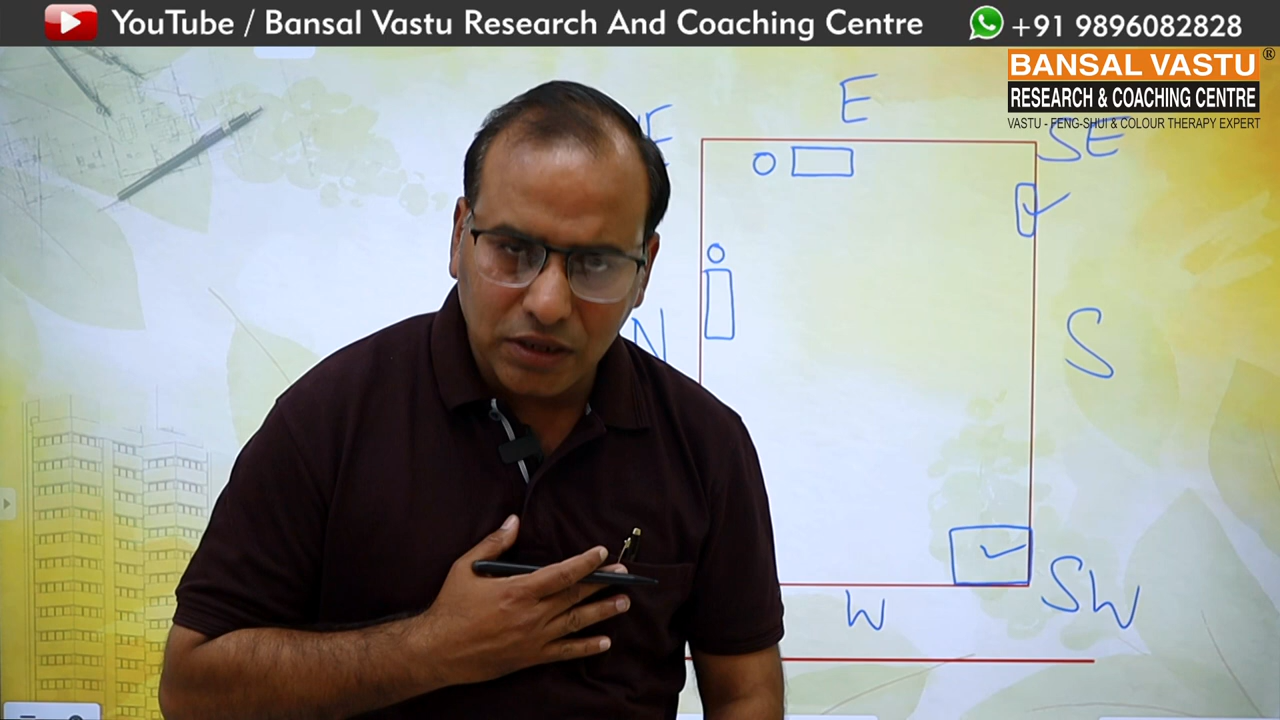 YouTube / Bansal Vastu Research And Coaching Centre
+91 9896082828
BANSAL VASTU®
RESEARCH & COACHING CENTRE
VASTU - FENG-SHUI & COLOUR THERAPY EXPERT
E
SE
N
S
W
SW